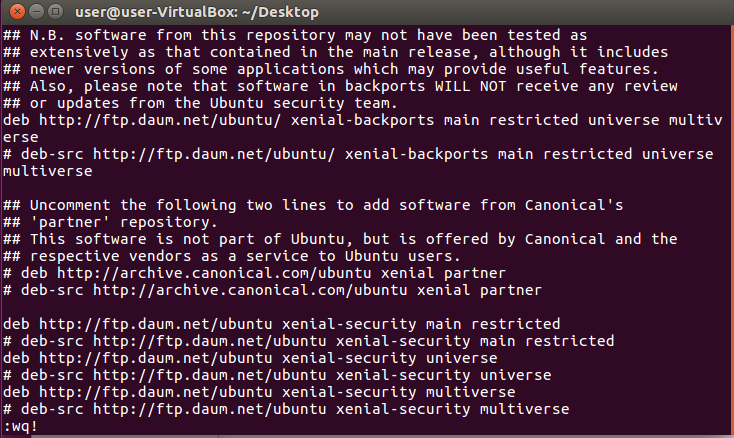 user@user-VirtualBox: ~/Desktop
## N.B. software from this repository may not have been tested as
## extensively as that contained in the main release, although it includes
## newer versions of some applications which may provide useful features.
## Also, please note that software in backports WILL NOT receive any review
## or updates from the Ubuntu security team.
deb http://ftp.daum.net/ubuntu/ xenial-backports main restricted universe multiv
erse
# deb-src http://ftp.daum.net/ubuntu/ xenial-backports main restricted universe
multiverse
## Uncomment the following two lines to add software from Canonical's
## 'partner' repository.
## This software is not part of Ubuntu, but is offered by Canonical and the
## respective vendors as a service to Ubuntu users.
# deb http://archive.canonical.com/ubuntu xenial partner
# deb-src http://archive.canonical.com/ubuntu xenial partner
deb http://ftp.daum.net/ubuntu xenial-security main restricted
# deb-src http://ftp.daum.net/ubuntu xenial-security main restricted
deb http://ftp.daum.net/ubuntu xenial-security universe
# deb-src http://ftp.daum.net/ubuntu xenial-security universe
deb http://ftp.daum.net/ubuntu xenial-security multiverse
# deb-src http://ftp.daum.net/ubuntu xenial-security multiverse
:wq!